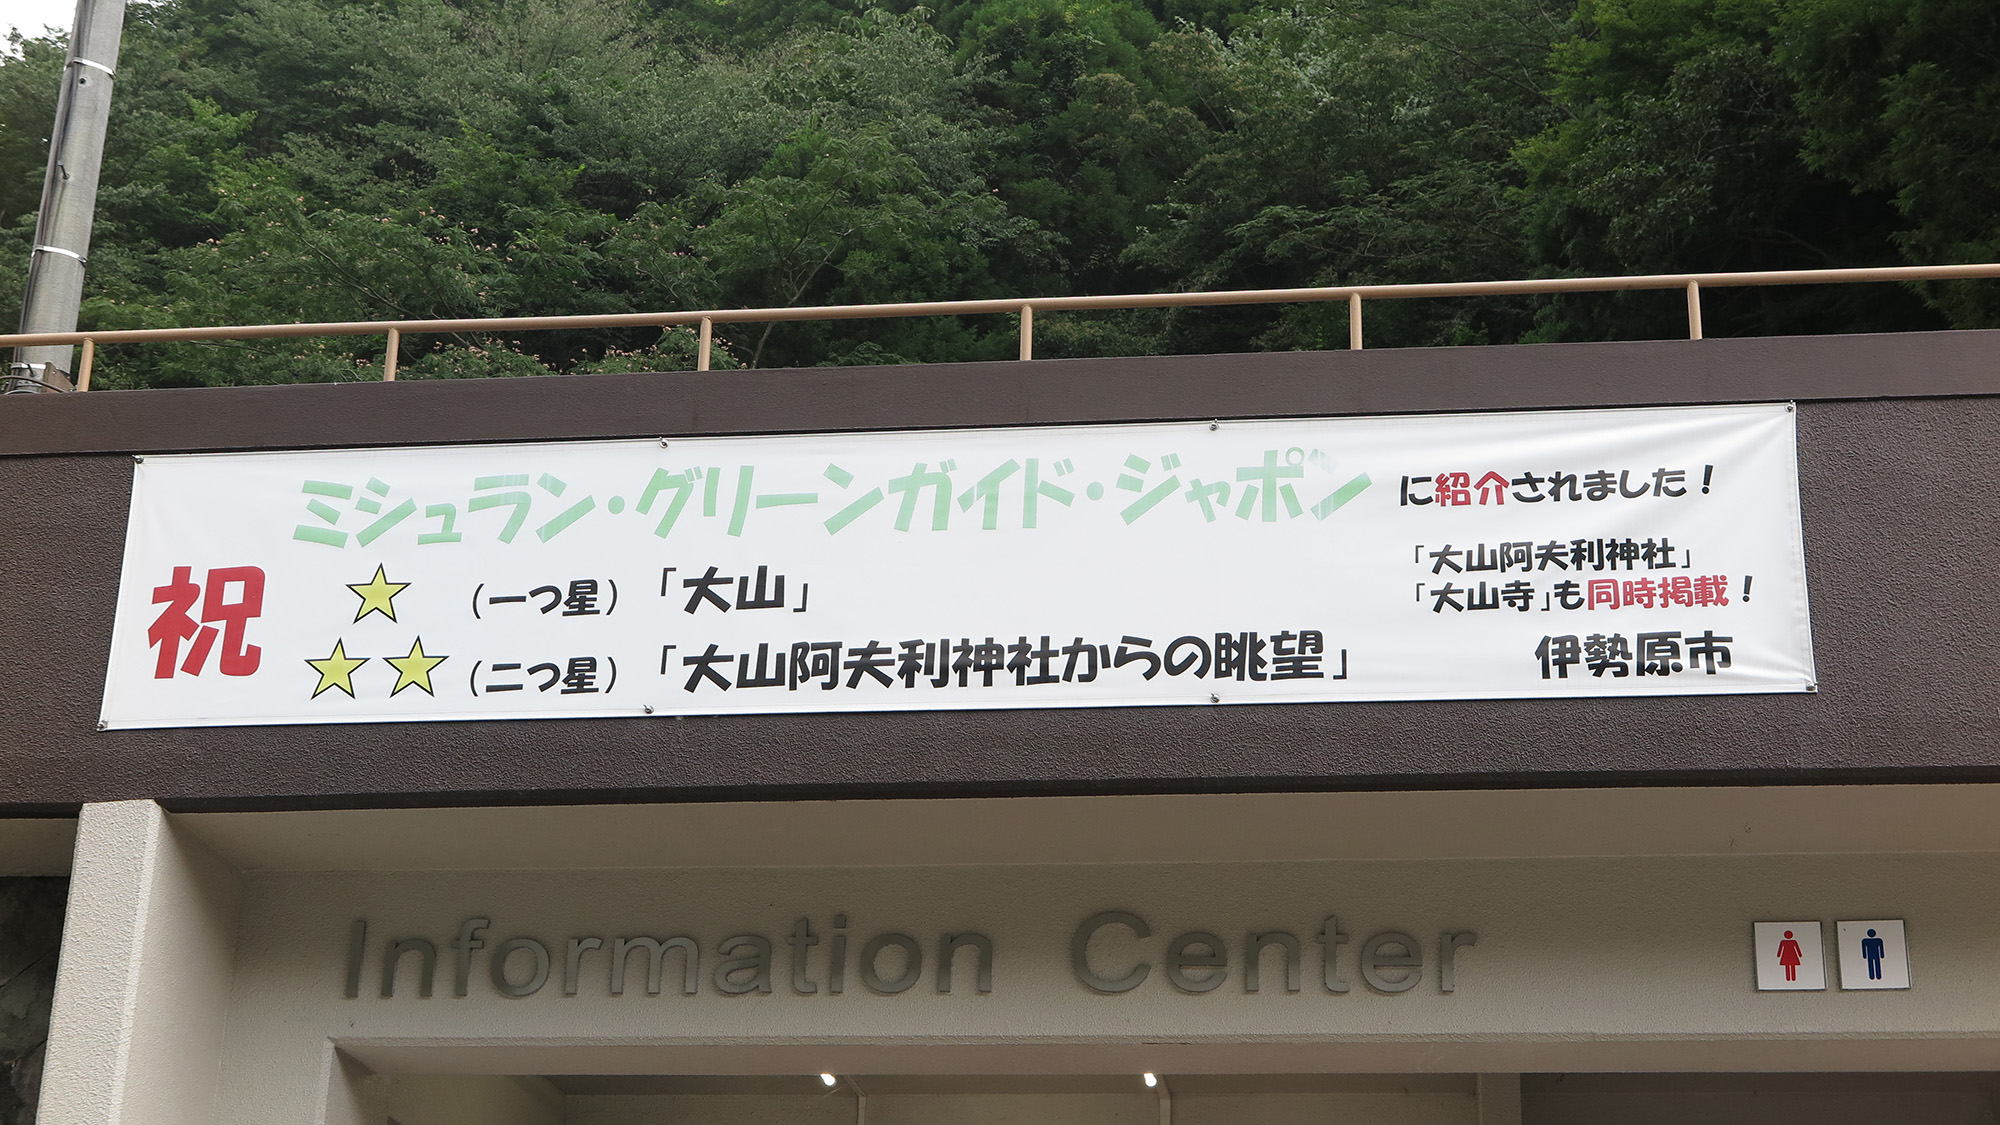 祝
ミシュラン・グリーンガイド・ジャポンに紹介されました!
★ (一つ星) 「大山」
★★ (二つ星) 「大山阿夫利神社からの眺望」
「大山阿夫利神社」
「大山寺」も同時掲載!
伊勢原市
Information Center